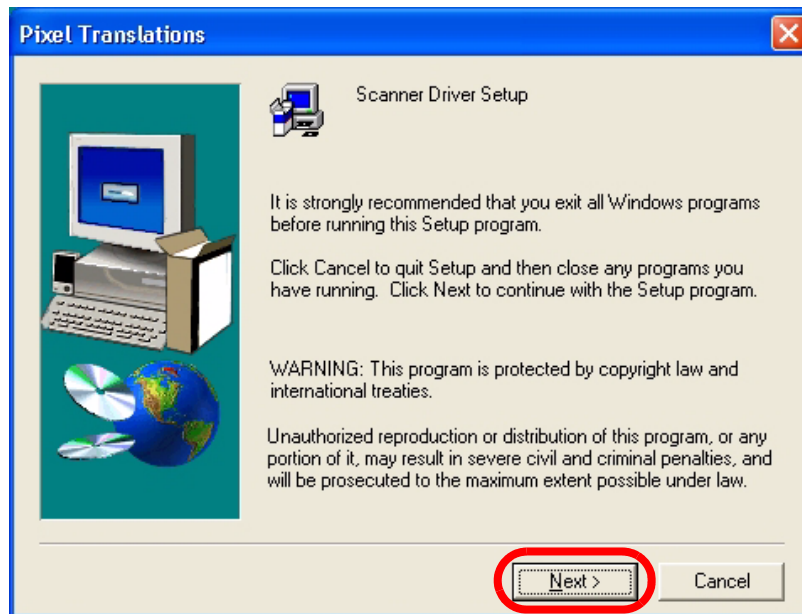 Pixel Translations
Scanner Driver Setup
It is strongly recommended that you exit all Windows programs
before running this Setup program.
Click Cancel to quit Setup and then close any programs you
have running.  Click Next to continue with the Setup program.
WARNING: This program is protected by copyright law and
international treaties.
Unauthorized reproduction or distribution of this program, or any
portion of it, may result in severe civil and criminal penalties, and
will be prosecuted to the maximum extent possible under law.
Next >
Cancel